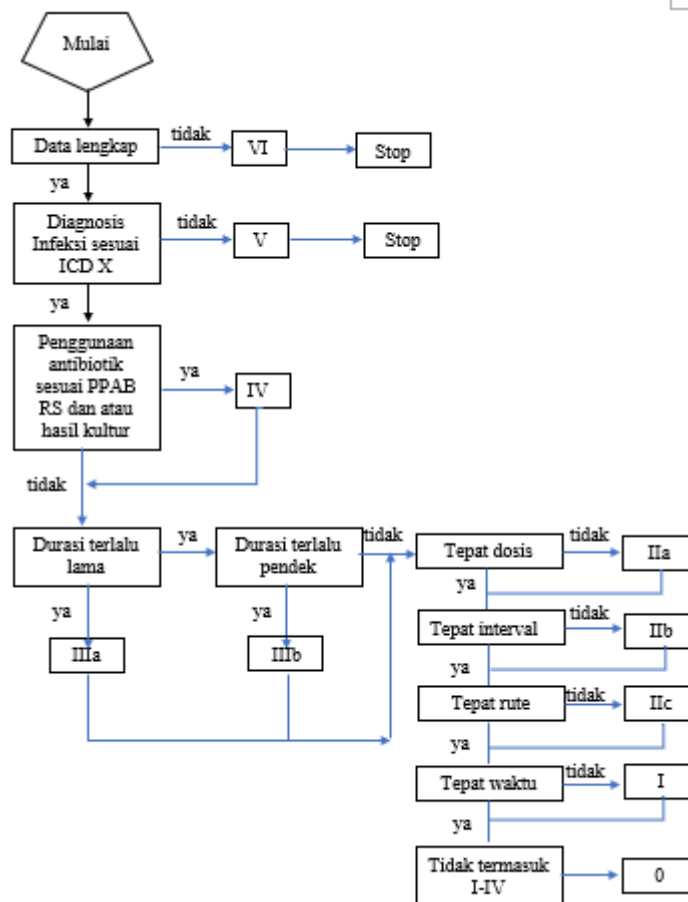 Mulai
Data lengkap
tidak
VI
Stop
ya
Diagnosis
Infeksi sesuai
ICD X
tidak
V
Stop
ya
Penggunaan
antibiotik
sesuai PPAB
RS dan atau
hasil kultur
ya
IV
tidak
Durasi terlalu
lama
ya
Durasi terlalu
pendek
tidak
Tepat dosis
tidak
IIa
ya
ya
ya
IIIa
IIIb
Tepat interval
tidak
IIb
ya
Tepat rute
tidak
IIc
ya
Tepat waktu
tidak
I
ya
Tidak termasuk
I-IV
0